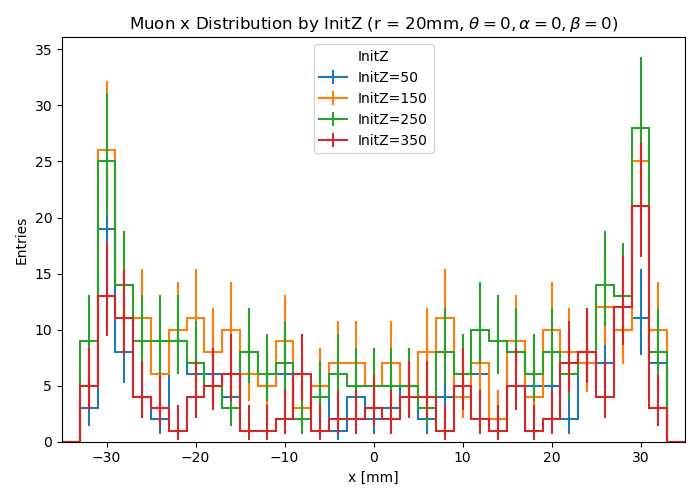 Muon x Distribution by InitZ (r = 20mm, θ = 0, α = 0, β = 0)
InitZ
InitZ=50
InitZ=150
InitZ=250
InitZ=350
Entries
35
30
25
20
15
10
5
0
−30 −20 −10 0 10 20 30
x [mm]